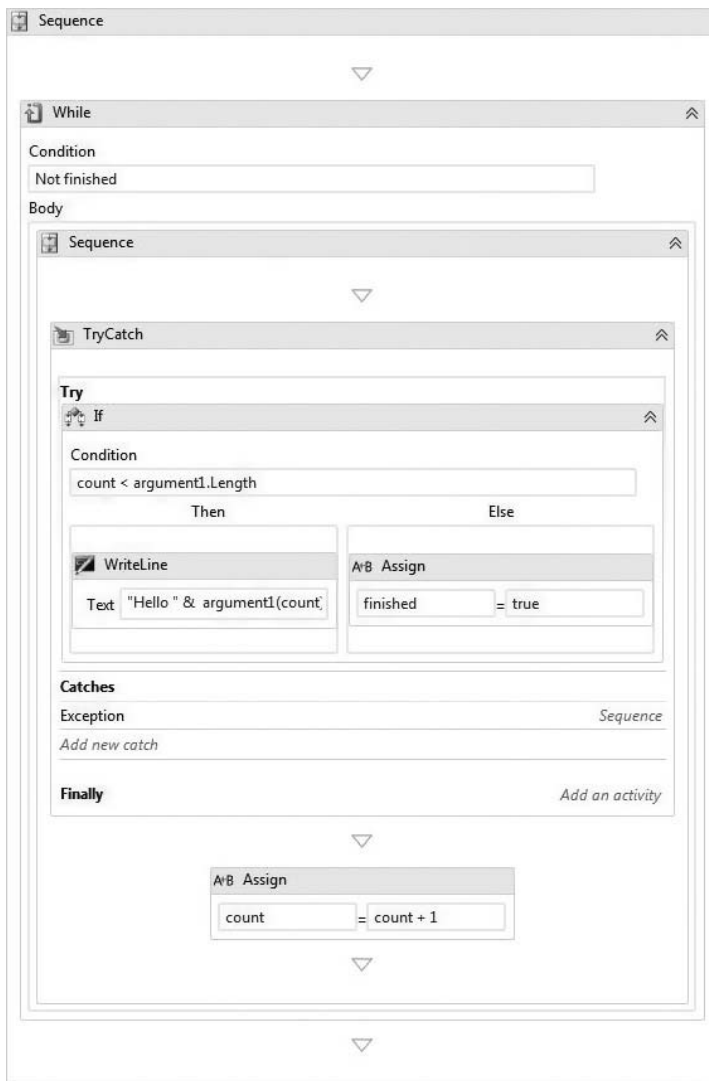 Sequence
While
Condition
Not finished
Body
Sequence
TryCatch
Try
If
Condition
count < argument1.Length
Then Else
WriteLine
Text "Hello " & argument1(count)
A+B Assign
finished = true
Catches
Exception Sequence
Add new catch
Finally Add an activity
A+B Assign
count = count + 1